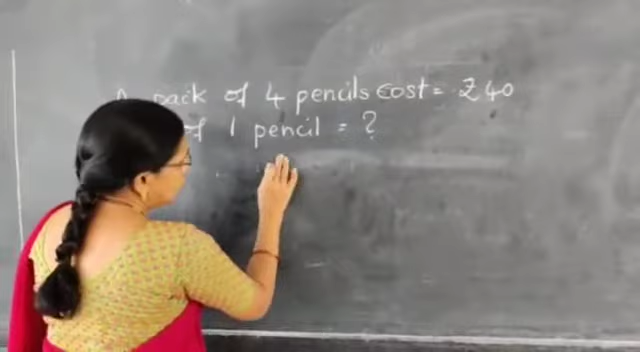 A pack of 4 pencils cost = ₹40
of 1 pencil = ?